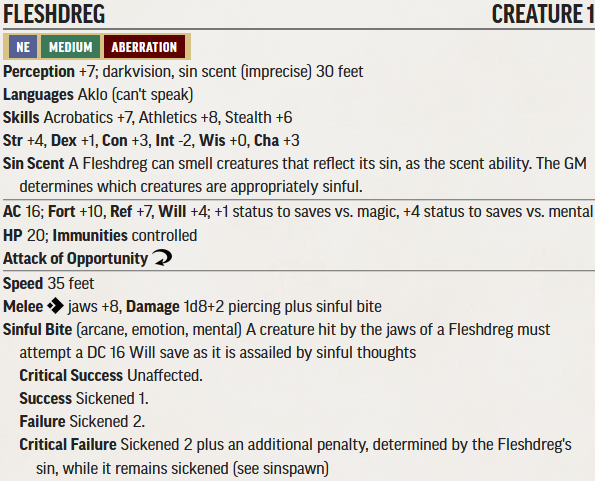 FLESHDREG CREATURE 1
NE MEDIUM ABERRATION
Perception +7; darkvision, sin scent (imprecise) 30 feet
Languages Aklo (can't speak)
Skills Acrobatics +7, Athletics +8, Stealth +6
Str +4, Dex +1, Con +3, Int -2, Wis +0, Cha +3
Sin Scent A Fleshdreg can smell creatures that reflect its sin, as the scent ability. The GM
determines which creatures are appropriately sinful.
AC 16; Fort +10, Ref +7, Will +4; +1 status to saves vs. magic, +4 status to saves vs. mental
HP 20; Immunities controlled
Attack of Opportunity
Speed 35 feet
Melee jaws +8, Damage 1d8+2 piercing plus sinful bite
Sinful Bite (arcane, emotion, mental) A creature hit by the jaws of a Fleshdreg must
attempt a DC 16 Will save as it is assailed by sinful thoughts
Critical Success Unaffected.
Success Sickened 1.
Failure Sickened 2.
Critical Failure Sickened 2 plus an additional penalty, determined by the Fleshdreg's
sin, while it remains sickened (see sinspawn)